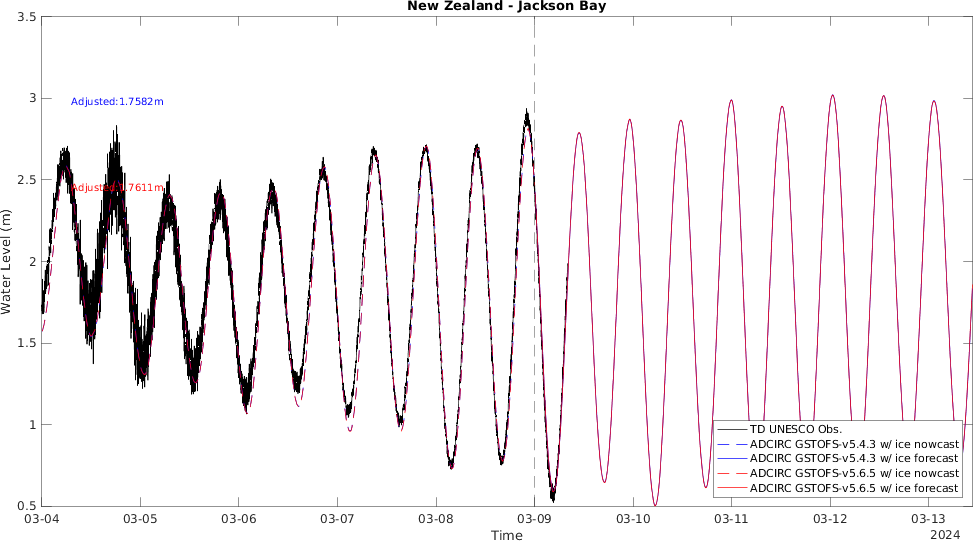 New Zealand - Jackson Bay
3.5
3
2.5
2
1.5
1
0.5
Water Level (m)
Adjusted:1.7582m
Adjusted:1.7611m
TD UNESCO Obs.
ADCIRC GSTOFS-v5.4.3 w/ ice nowcast
ADCIRC GSTOFS-v5.4.3 w/ ice forecast
ADCIRC GSTOFS-v5.6.5 w/ ice nowcast
ADCIRC GSTOFS-v5.6.5 w/ ice forecast
03-04 03-05 03-06 03-07 03-08 03-09 03-10 03-11 03-12 03-13
Time
2024